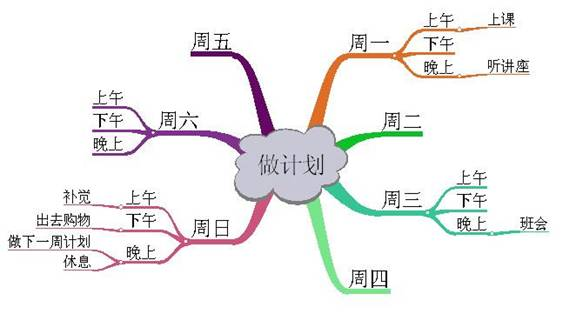 做计划
周一
上午
上课
下午
晚上
听讲座
周二
周三
上午
下午
晚上
班会
周四
周五
周六
上午
下午
晚上
周日
上午
补觉
下午
出去购物
晚上
做下一周计划
休息